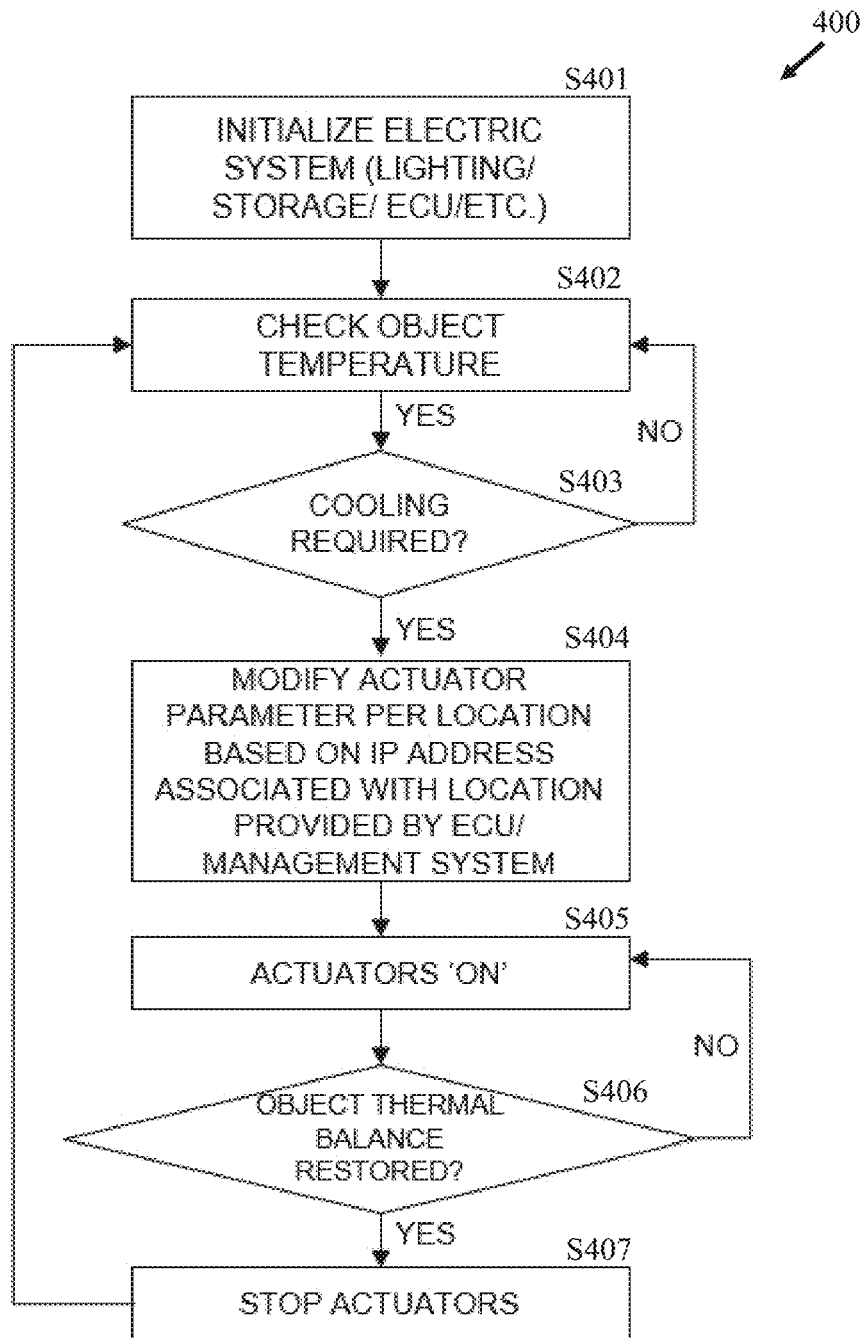 400
S401
INITIALIZE ELECTRIC
SYSTEM (LIGHTING/
STORAGE/ ECU/ETC.)
S402
CHECK OBJECT
TEMPERATURE
YES
NO
S403
COOLING
REQUIRED?
YES
S404
MODIFY ACTUATOR
PARAMETER PER LOCATION
BASED ON IP ADDRESS
ASSOCIATED WITH LOCATION
PROVIDED BY ECU/
MANAGEMENT SYSTEM
S405
ACTUATORS 'ON'
NO
S406
OBJECT THERMAL
BALANCE
RESTORED?
YES
S407
STOP ACTUATORS